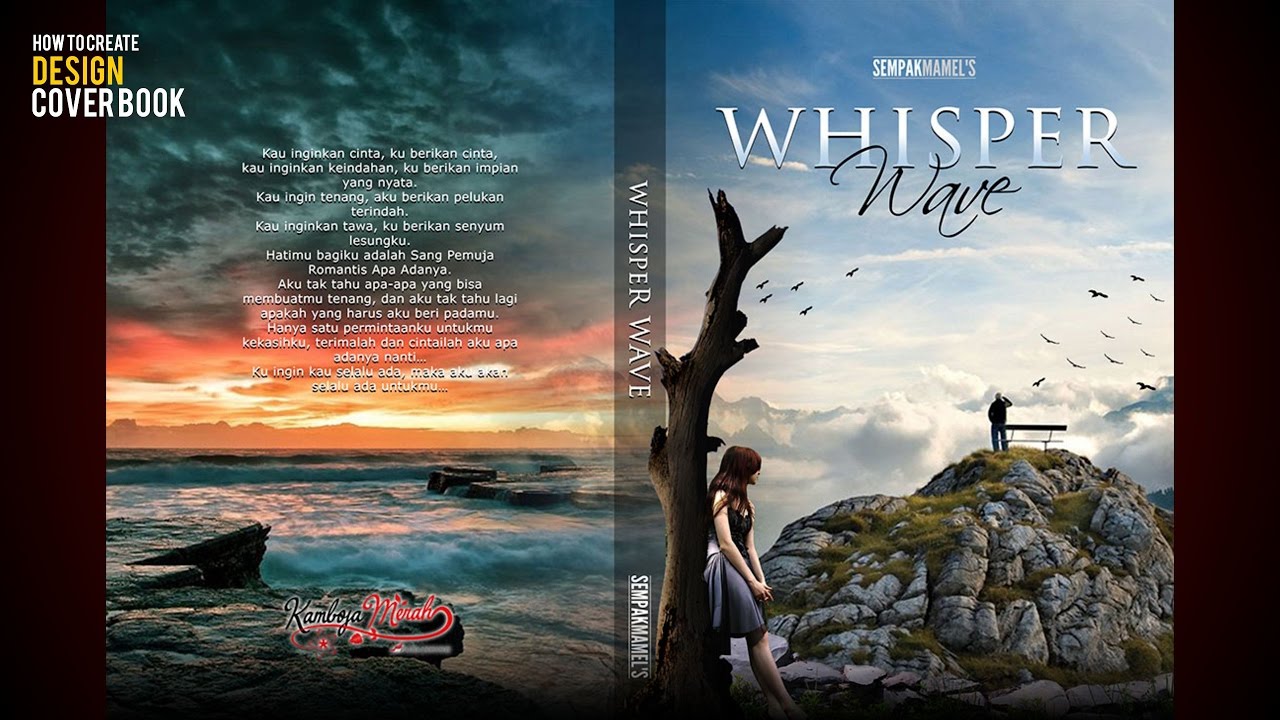 HOW TO CREATE
DESIGN
COVER BOOK
Kau inginkan cinta, ku berikan cinta,
kau inginkan keindahan, ku berikan impian
yang nyata.
Kau ingin tenang, aku berikan pelukan
terindah.
Kau inginkan tawa, ku berikan senyum
lesungku.
Hatimu bagiku adalah Sang Pemuja
Romantis Apa Adanya.
Aku tak tahu apa-apa yang bisa
membuatmu tenang, dan aku tak tahu lagi
apakah yang harus aku beri padamu.
Hanya satu permintaanku untukmu
kekasihku, terimalah dan cintailah aku apa
adanya nanti...
Ku ingin kau selalu ada, maka aku akan
selalu ada untukmu...
Kamboja Merah
WHISPER WAVE
SEMPAKMAMEL'S
SEMPAKMAMEL'S
WHISPER
Wave